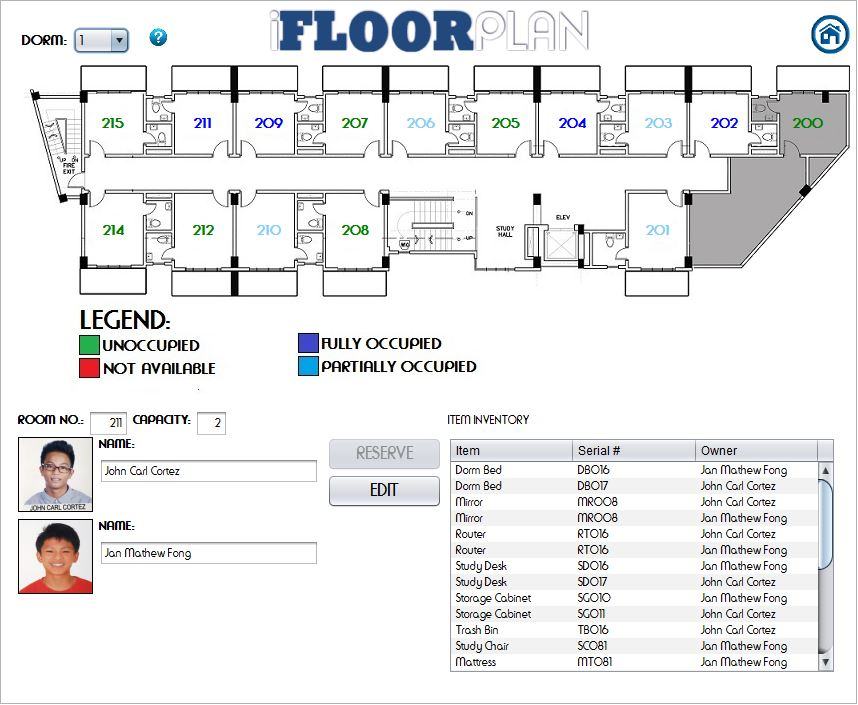 iFLOORPLAN
DORM: 1
?
215 211 209 207 206 205 204 203 202 200
UP DN
FIRE
EXIT
214 212 210 208 201
DN
UP
STUDY
HALL
ELEV
LEGEND:
UNOCCUPIED
FULLY OCCUPIED
NOT AVAILABLE
PARTIALLY OCCUPIED
ROOM NO.: 211 CAPACITY: 2
NAME:
John Carl Cortez
JOHN CARL CORTEZ
NAME:
Jan Mathew Fong
RESERVE
EDIT
ITEM INVENTORY
Item Serial # Owner
Dorm Bed DB016 Jan Mathew Fong
Dorm Bed DB017 John Carl Cortez
Mirror MR008 John Carl Cortez
Mirror MR008 Jan Mathew Fong
Router RT016 John Carl Cortez
Router RT016 Jan Mathew Fong
Study Desk SD016 Jan Mathew Fong
Study Desk SD017 John Carl Cortez
Storage Cabinet SG010 Jan Mathew Fong
Storage Cabinet SG011 John Carl Cortez
Trash Bin TB016 John Carl Cortez
Study Chair SC081 Jan Mathew Fong
Mattress MT081 Jan Mathew Fong